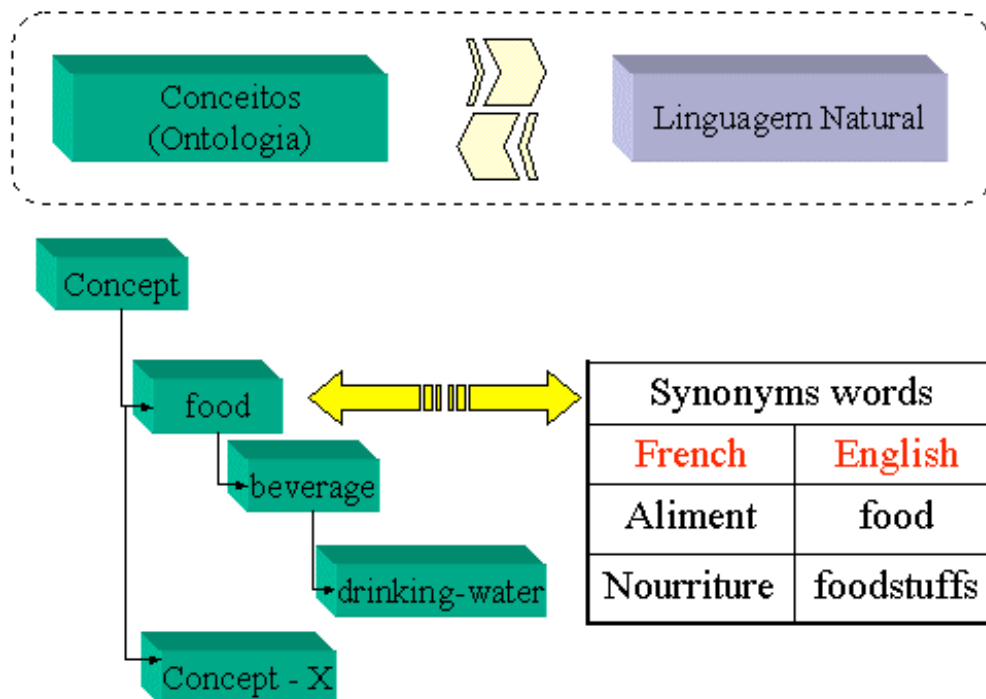 Conceitos
(Ontologia)
Linguagem Natural
Concept
food
beverage
drinking-water
Concept - X
Synonyms words
French English
Aliment food
Nourriture foodstuffs